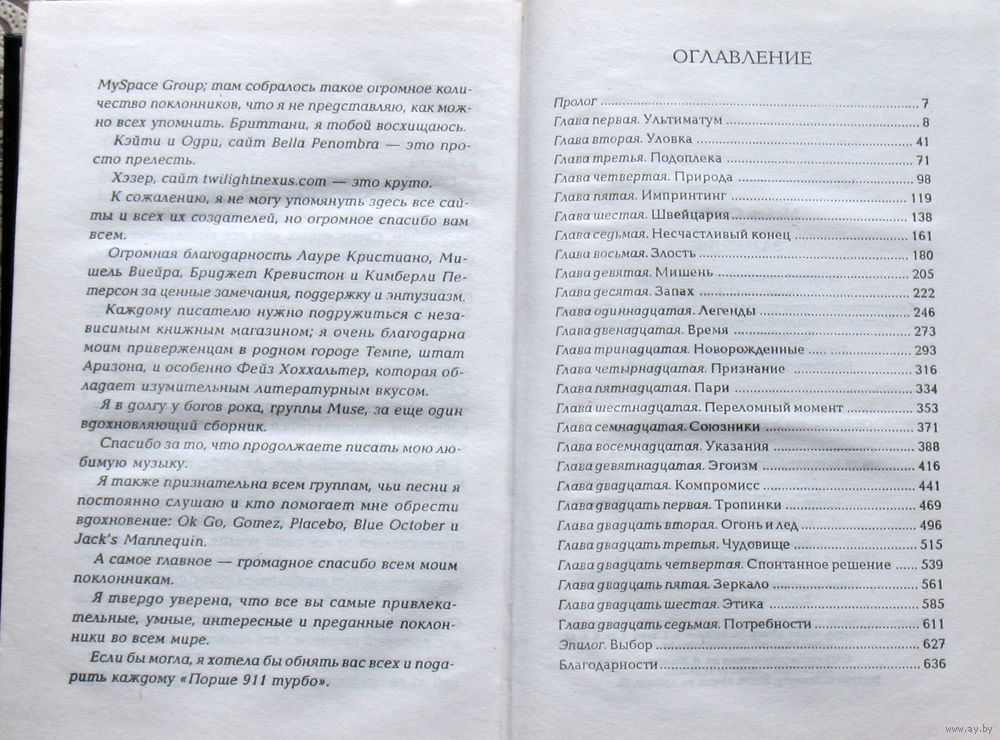 MySpace Group; там собралось такое огромное коли-
чество поклонников, что я не представляю, как мож-
но всех упомнить. Бриттани, я тобой восхищаюсь.
Кэйти и Одри, сайт Bella Penombra — это про-
сто прелесть.
Хэзер, сайт twilightnexus.com — это круто.
К сожалению, я не могу упомянуть здесь все сай-
ты и всех их создателей, но огромное спасибо вам
всем.
Огромная благодарность Лауре Кристиано, Ми-
шель Виейра, Бриджет Кревистон и Кимберли Пе-
терсон за ценные замечания, поддержку и энтузиазм.
Каждому писателю нужно подружиться с неза-
висимым книжным магазином; я очень благодарна
моим приверженцам в родном городе Темпе, штат
Аризона, и особенно Фейз Хоххальтер, которая об-
ладает изумительным литературным вкусом.
Я в долгу у богов рока, группы Muse, за еще один
вдохновляющий сборник.
Спасибо за то, что продолжаете писать мою лю-
бимую музыку.
Я также признательна всем группам, чьи песни я
постоянно слушаю и кто помогает мне обрести
вдохновение: Ok Go, Gomez, Placebo, Blue October и
Jack's Mannequin.
А самое главное — громадное спасибо всем моим
поклонникам.
Я твердо уверена, что все вы самые привлека-
тельные, умные, интересные и преданные поклон-
ники во всем мире.
Если бы могла, я хотела бы обнять вас всех и пода-
рить каждому «Порше 911 турбо».
ОГЛАВЛЕНИЕ
Пролог 7
Глава первая. Ультиматум 8
Глава вторая. Уловка 41
Глава третья. Подоплека 71
Глава четвертая. Природа 98
Глава пятая. Импринтинг 119
Глава шестая. Швейцария 138
Глава седьмая. Несчастливый конец 161
Глава восьмая. Злость 180
Глава девятая. Мишень 205
Глава десятая. Запах 222
Глава одиннадцатая. Легенды 246
Глава двенадцатая. Время 273
Глава тринадцатая. Новорожденные 293
Глава четырнадцатая. Признание 316
Глава пятнадцатая. Пари 334
Глава шестнадцатая. Переломный момент 353
Глава семнадцатая. Союзники 371
Глава восемнадцатая. Указания 388
Глава девятнадцатая. Эгоизм 416
Глава двадцатая. Компромисс 441
Глава двадцать первая. Тропинки 469
Глава двадцать вторая. Огонь и лед 496
Глава двадцать третья. Чудовище 515
Глава двадцать четвертая. Спонтанное решение 539
Глава двадцать пятая. Зеркало 561
Глава двадцать шестая. Этика 585
Глава двадцать седьмая. Потребности 611
Эпилог. Выбор 627
Благодарности 636
www.ay.by